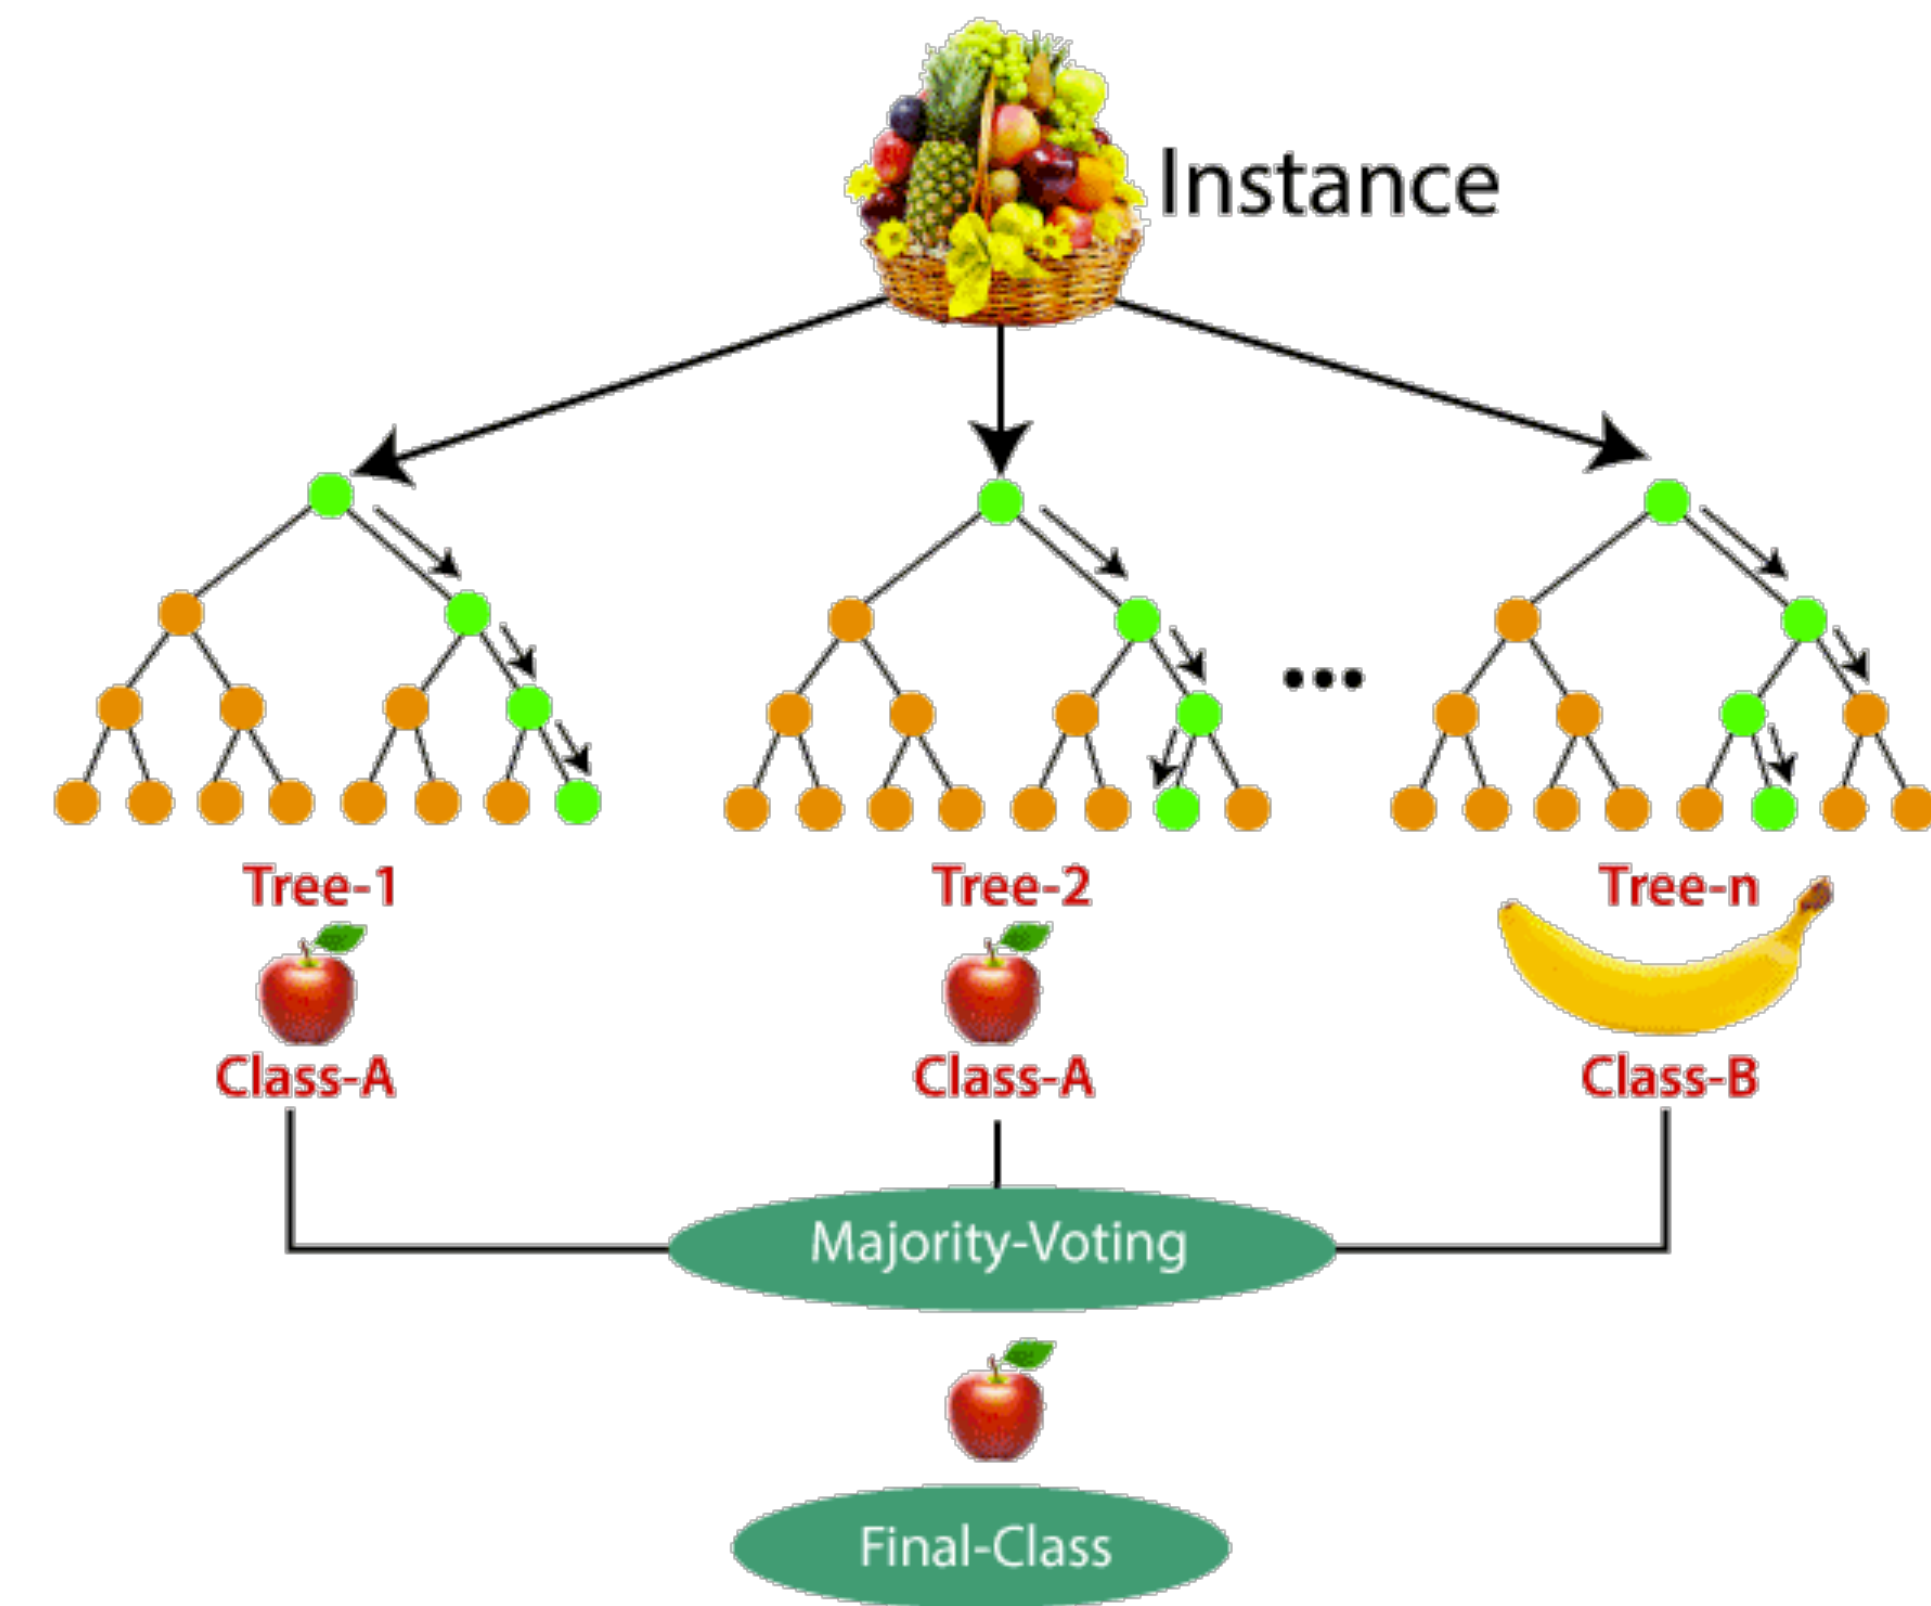 Instance
Tree-1
Tree-2
Tree-n
Class-A
Class-A
Class-B
Majority-Voting
Final-Class